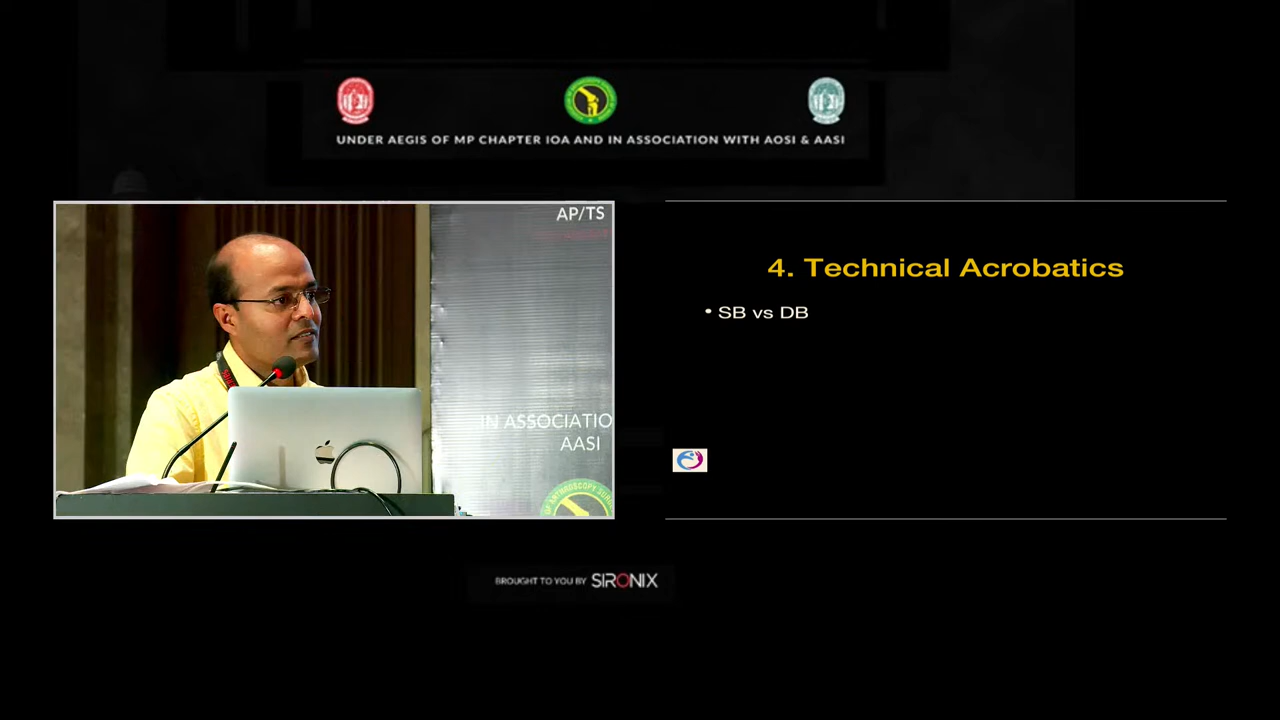 UNDER AEGIS OF MP CHAPTER IOA AND IN ASSOCIATION WITH AOSI & AASI
AP/TS
IN ASSOCIATIO
AASI
4. Technical Acrobatics
• SB vs DB
BROUGHT TO YOU BY SIRONIX